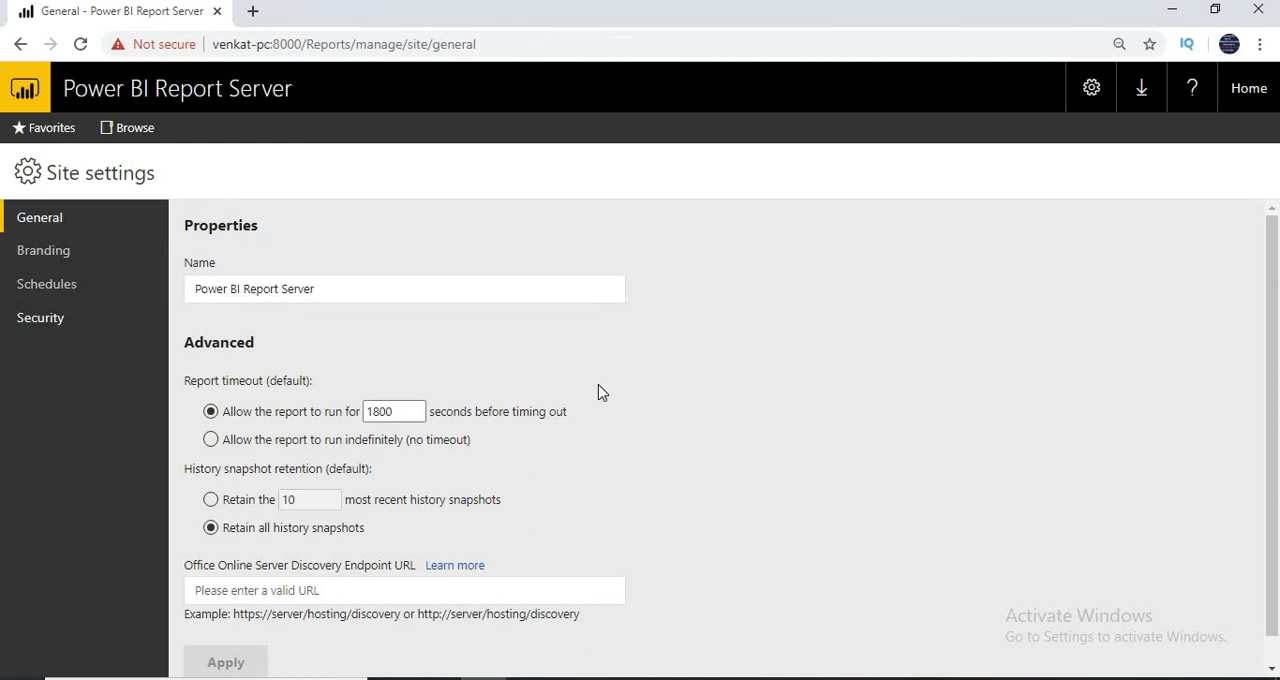 General - Power BI Report Server
Not secure venkat-pc:8000/Reports/manage/site/general
IQ
Power BI Report Server
? Home
Favorites Browse
Site settings
General
Branding
Schedules
Security
Properties
Name
Power BI Report Server
Advanced
Report timeout (default):
Allow the report to run for 1800 seconds before timing out
Allow the report to run indefinitely (no timeout)
History snapshot retention (default):
Retain the 10 most recent history snapshots
Retain all history snapshots
Office Online Server Discovery Endpoint URL Learn more
Please enter a valid URL
Example: https://server/hosting/discovery or http://server/hosting/discovery
Apply
Activate Windows
Go to Settings to activate Windows.